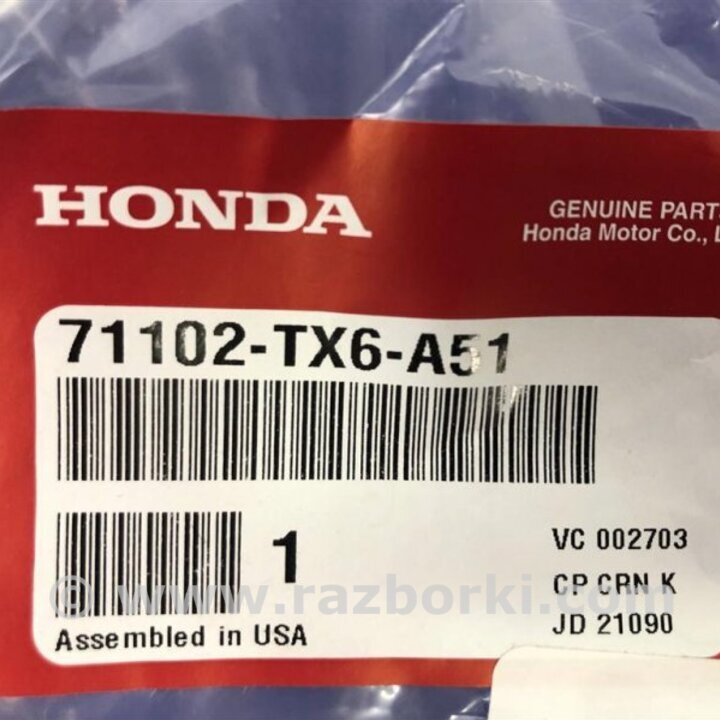 HONDA
GENUINE PART
Honda Motor Co.,
71102-TX6-A51
1
VC 002703
CP CRN K
JD 21090
Assembled in USA
© www.razborki.com